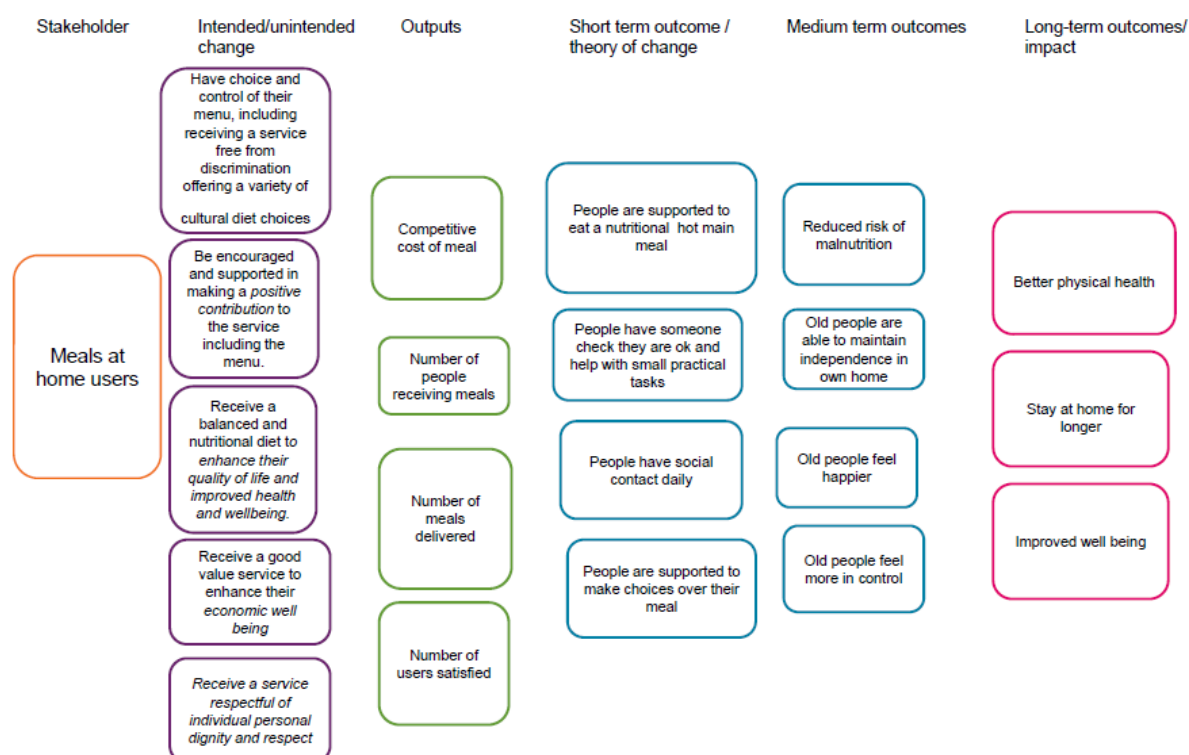 Stakeholder
Intended/unintended
change
Outputs
Short term outcome /
theory of change
Medium term outcomes
Long-term outcomes/
impact
Meals at
home users
Have choice and
control of their
menu, including
receiving a service
free from
discrimination
offering a variety of
cultural diet choices
Be encouraged
and supported in
making a positive
contribution to
the service
including the
menu.
Receive a
balanced and
nutritional diet to
enhance their
quality of life and
improved health
and wellbeing.
Receive a good
value service to
enhance their
economic well
being
Receive a service
respectful of
individual personal
dignity and respect
Competitive
cost of meal
Number of
people
receiving meals
Number of
meals
delivered
Number of
users satisfied
People are supported to
eat a nutritional hot main
meal
People have someone
check they are ok and
help with small practical
tasks
People have social
contact daily
People are supported to
make choices over their
meal
Reduced risk of
malnutrition
Old people are
able to maintain
independence in
own home
Old people feel
happier
Old people feel
more in control
Better physical health
Stay at home for
longer
Improved well being